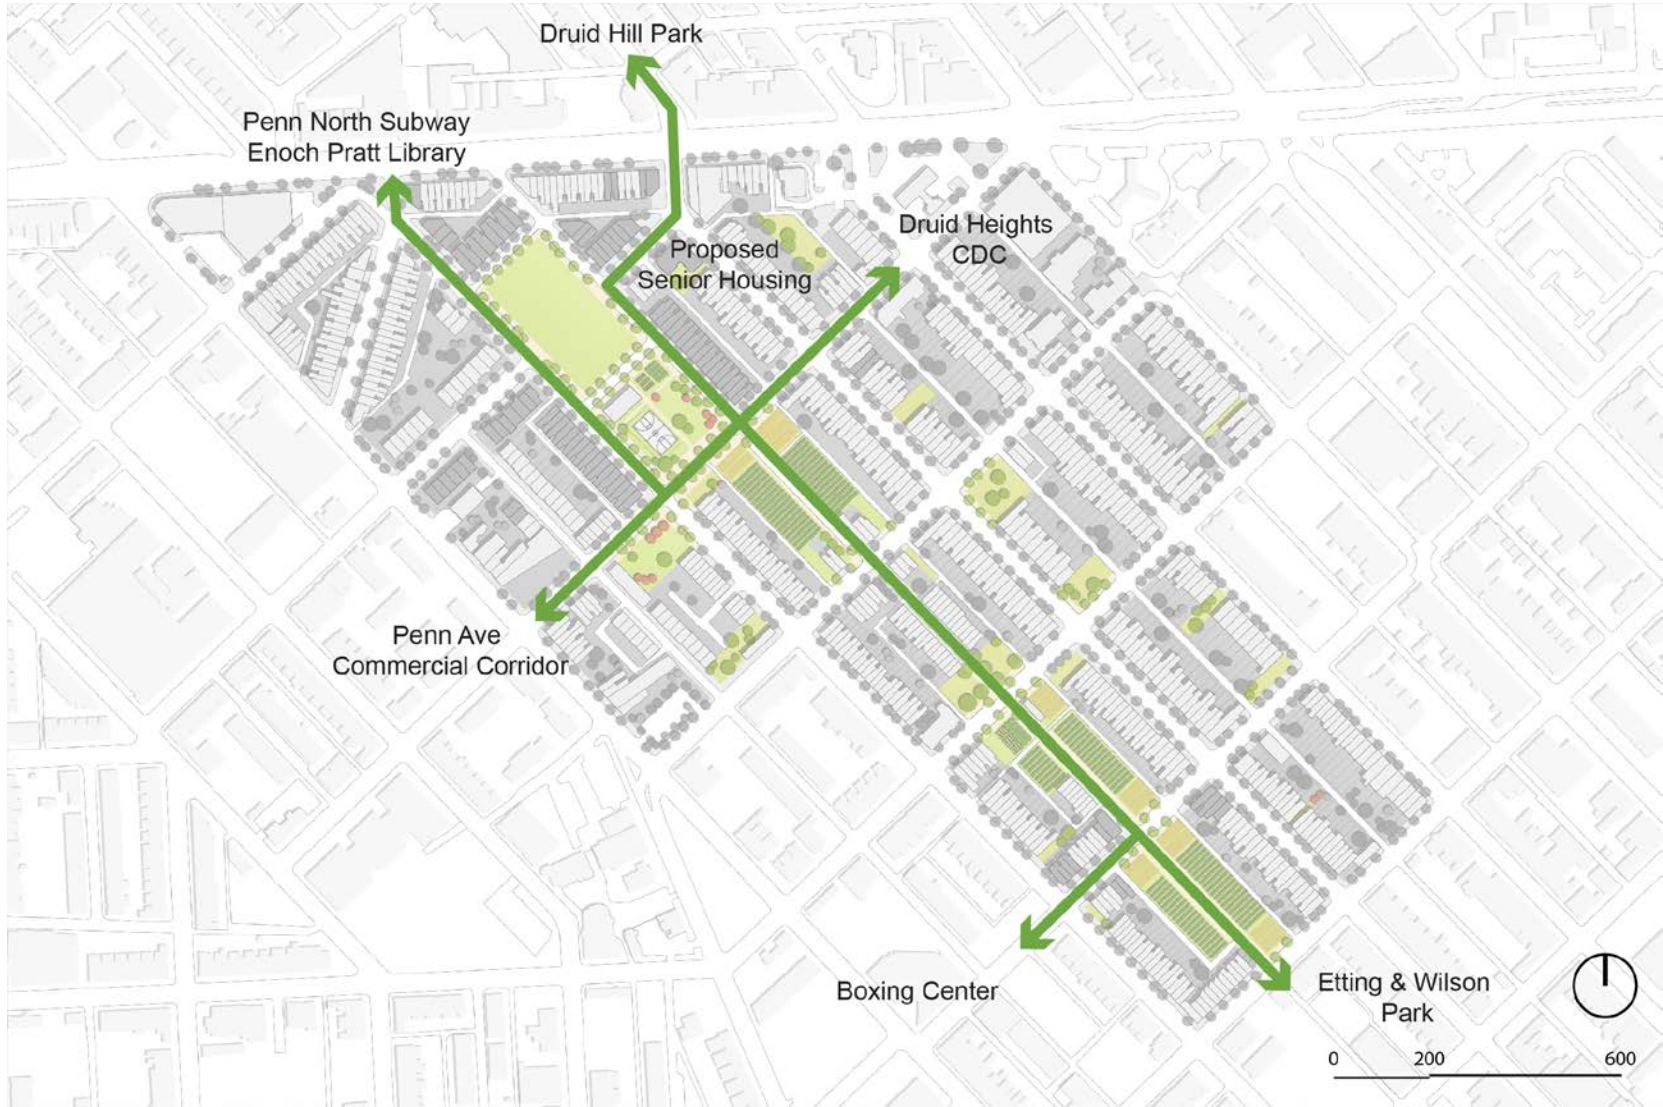 Druid Hill Park
Penn North Subway
Enoch Pratt Library
Druid Heights
CDC
Proposed
Senior Housing
Penn Ave
Commercial Corridor
Boxing Center
Etting & Wilson
Park
0 200 600